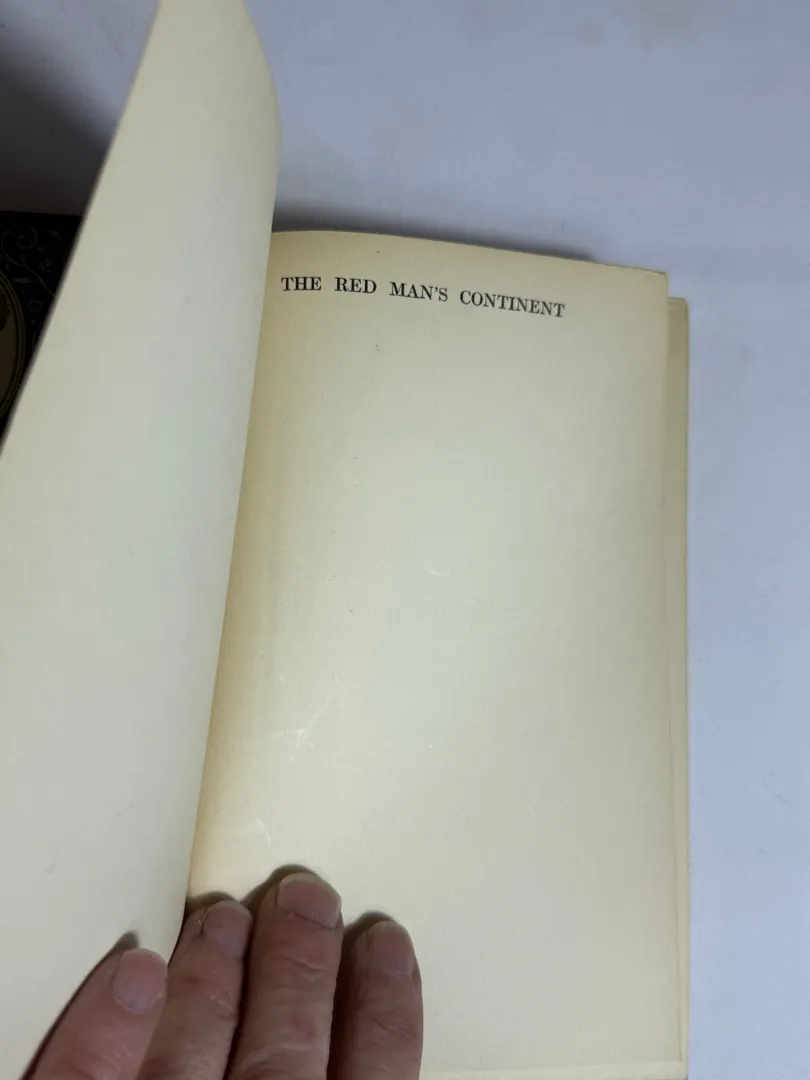 THE RED MAN'S CONTINENT